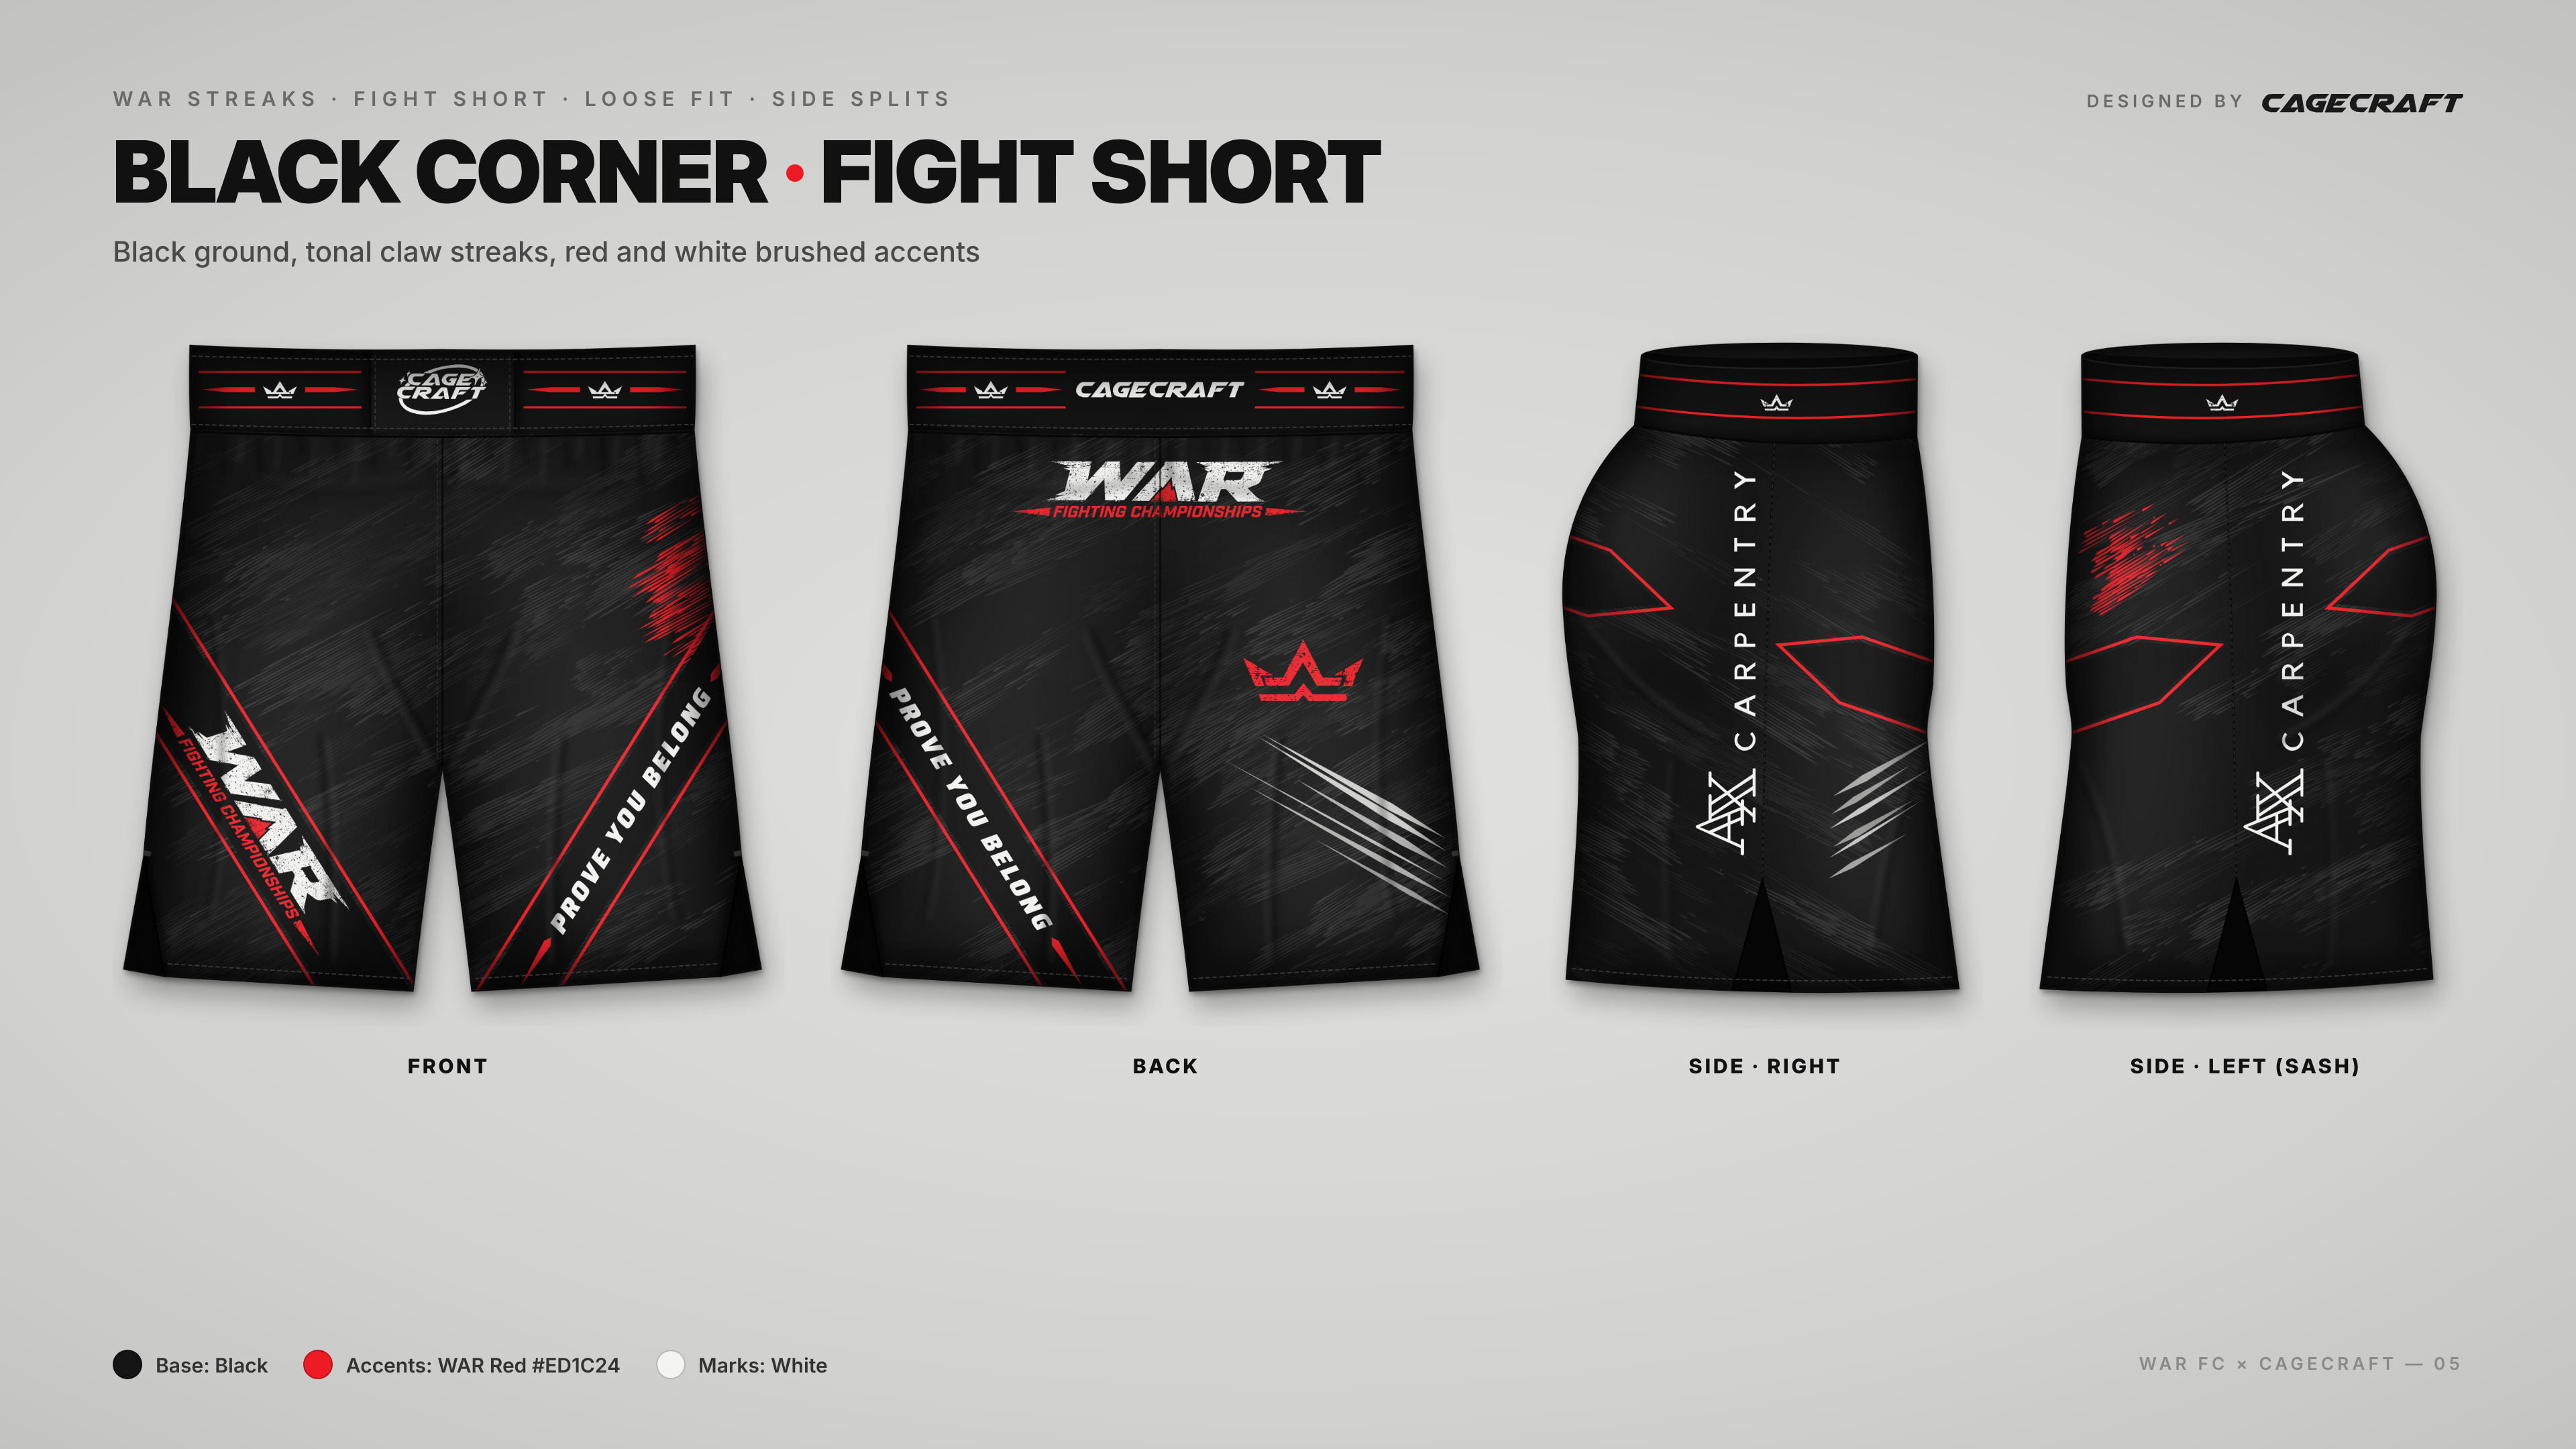 WAR STREAKS · FIGHT SHORT · LOOSE FIT · SIDE SPLITS
DESIGNED BY CAGECRAFT
BLACK CORNER · FIGHT SHORT
Black ground, tonal claw streaks, red and white brushed accents
CAGE
CRAFT
WAR
FIGHTING CHAMPIONSHIPS
PROVE YOU BELONG
CAGECRAFT
WAR
FIGHTING CHAMPIONSHIPS
PROVE YOU BELONG
AX CARPENTRY
AX CARPENTRY
FRONT
BACK
SIDE · RIGHT
SIDE · LEFT (SASH)
Base: Black
Accents: WAR Red #ED1C24
Marks: White
WAR FC × CAGECRAFT — 05